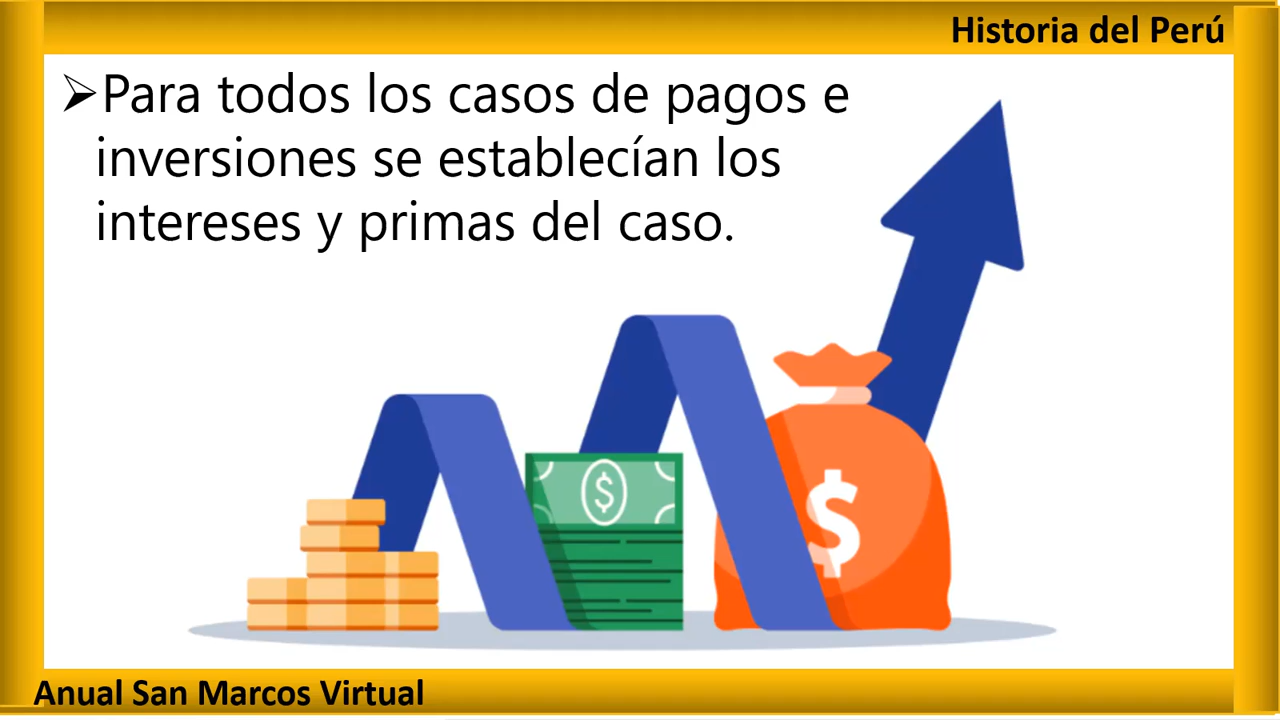 Historia del Perú
➢Para todos los casos de pagos e
inversiones se establecían los
intereses y primas del caso.
$
$
Anual San Marcos Virtual